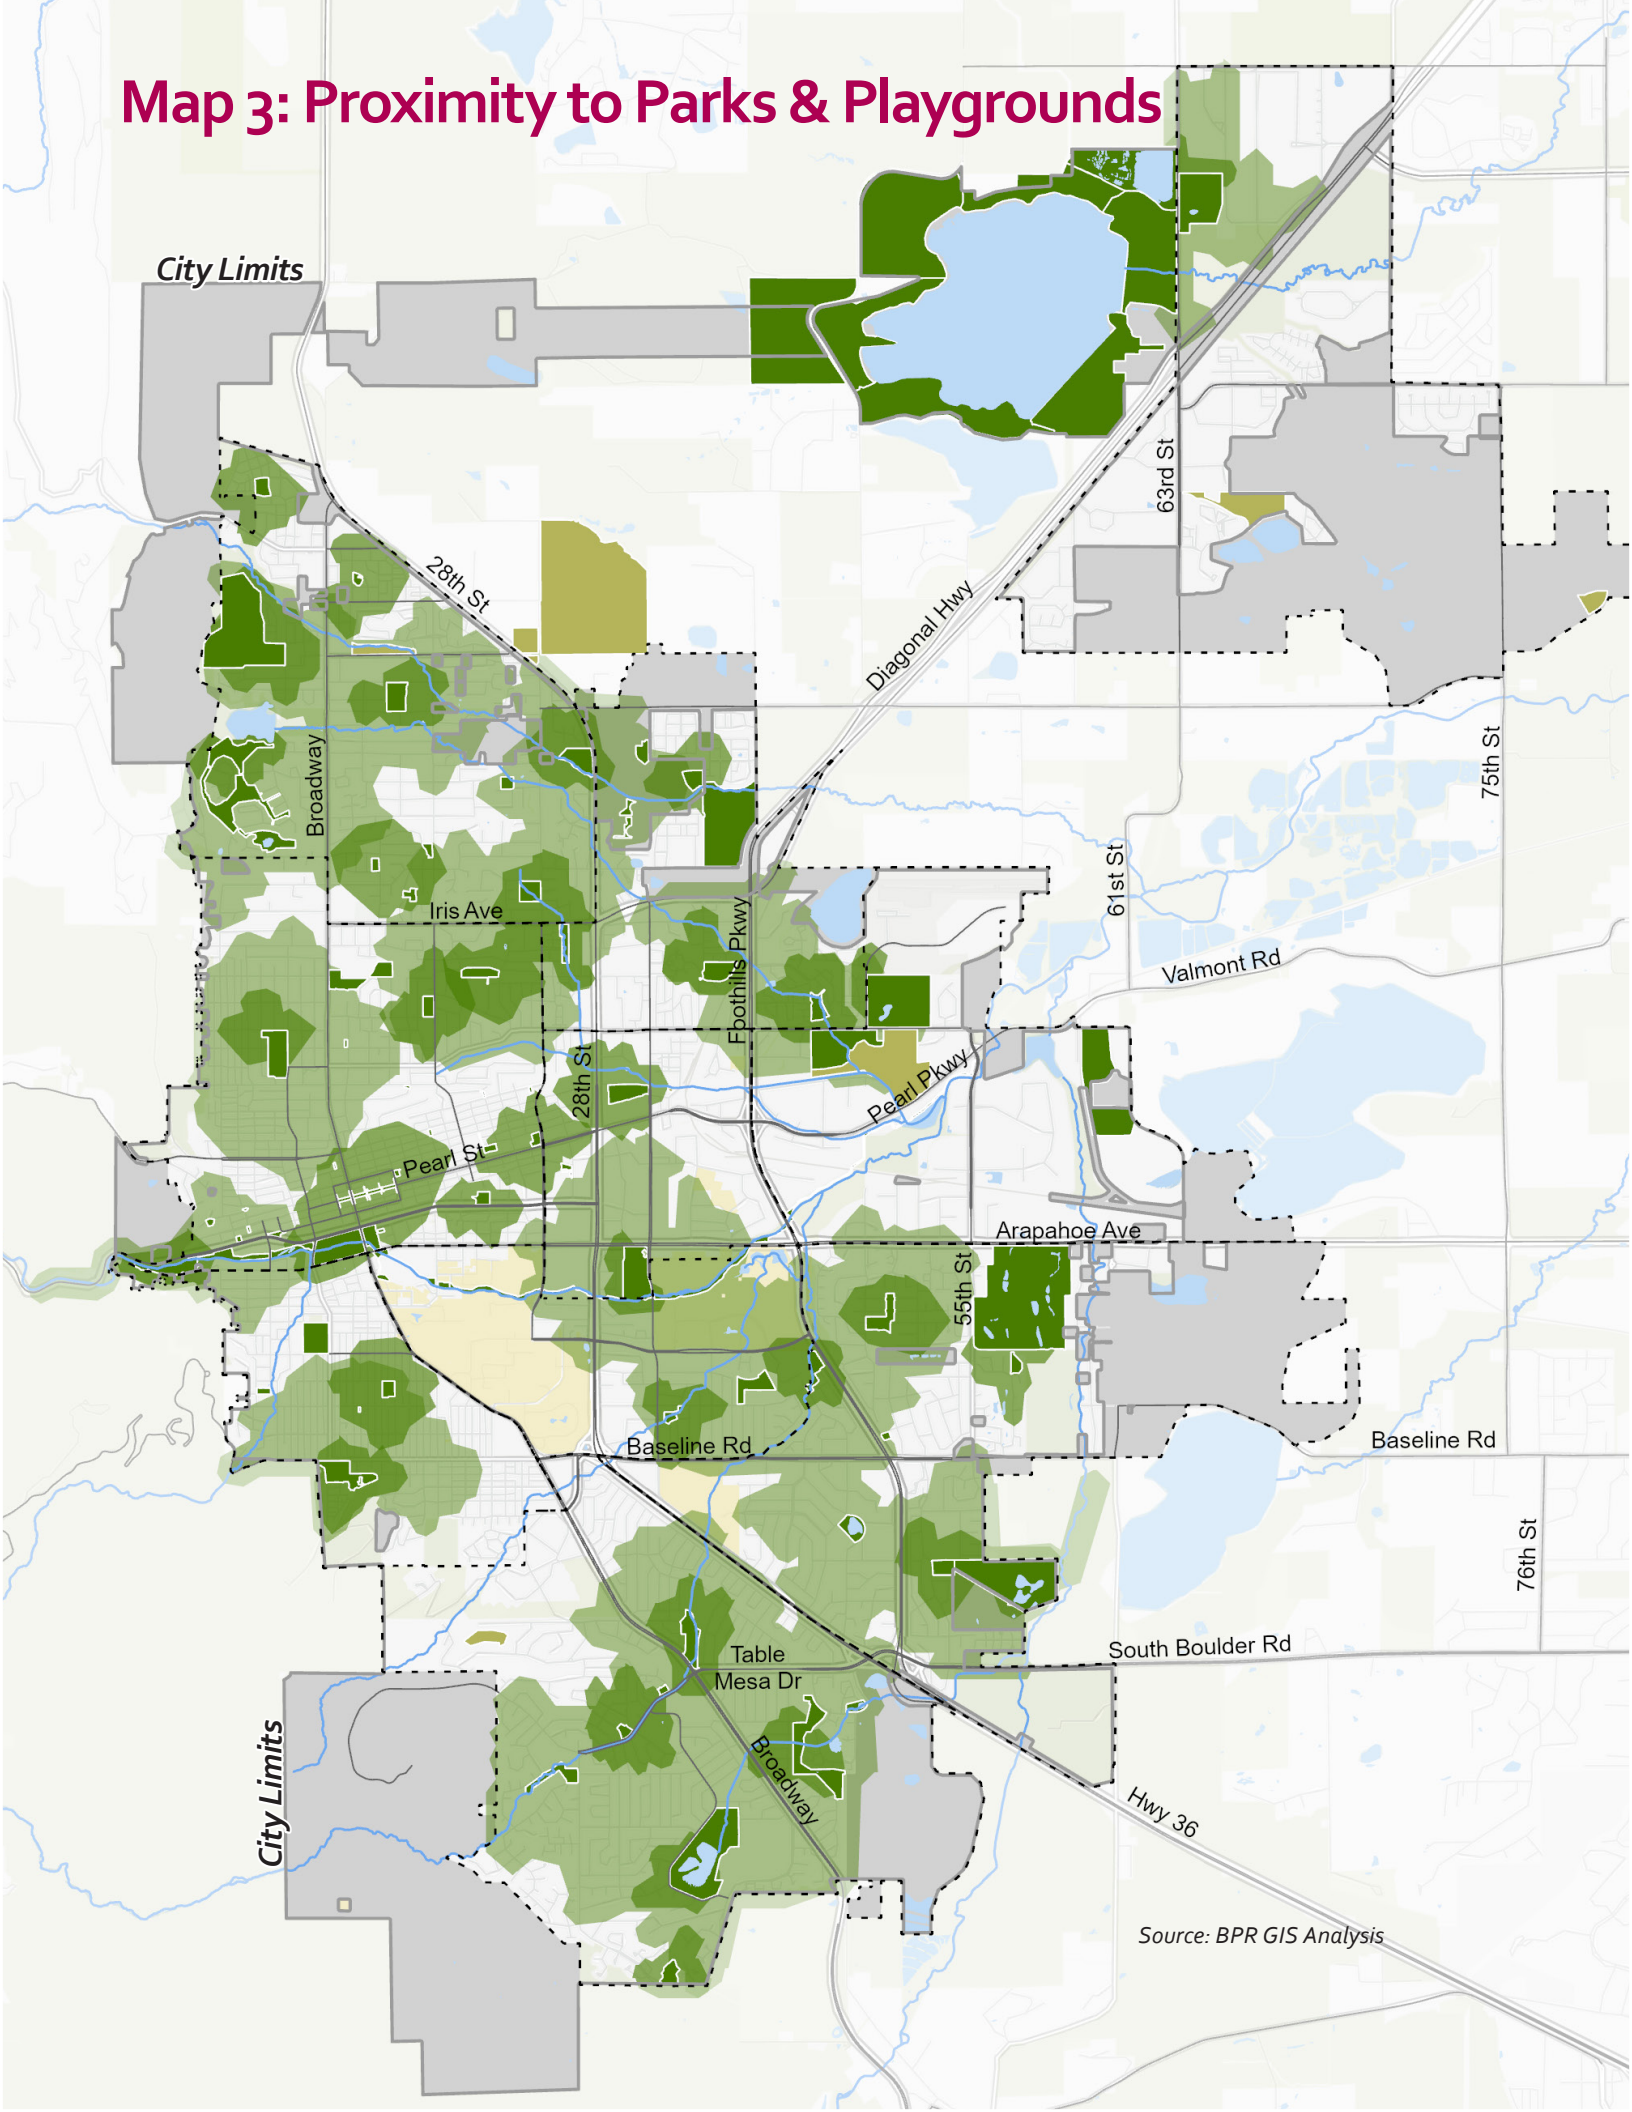 Map 3: Proximity to Parks & Playgrounds
City Limits
28th St
63rd St
Diagonal Hwy
Broadway
75th St
61st St
Iris Ave
Foothills Pkwy
Valmont Rd
28th St
Pearl Pkwy
Pearl St
Arapahoe Ave
55th St
Baseline Rd
Baseline Rd
76th St
South Boulder Rd
Table
Mesa Dr
City Limits
Broadway
Hwy 36
Source: BPR GIS Analysis